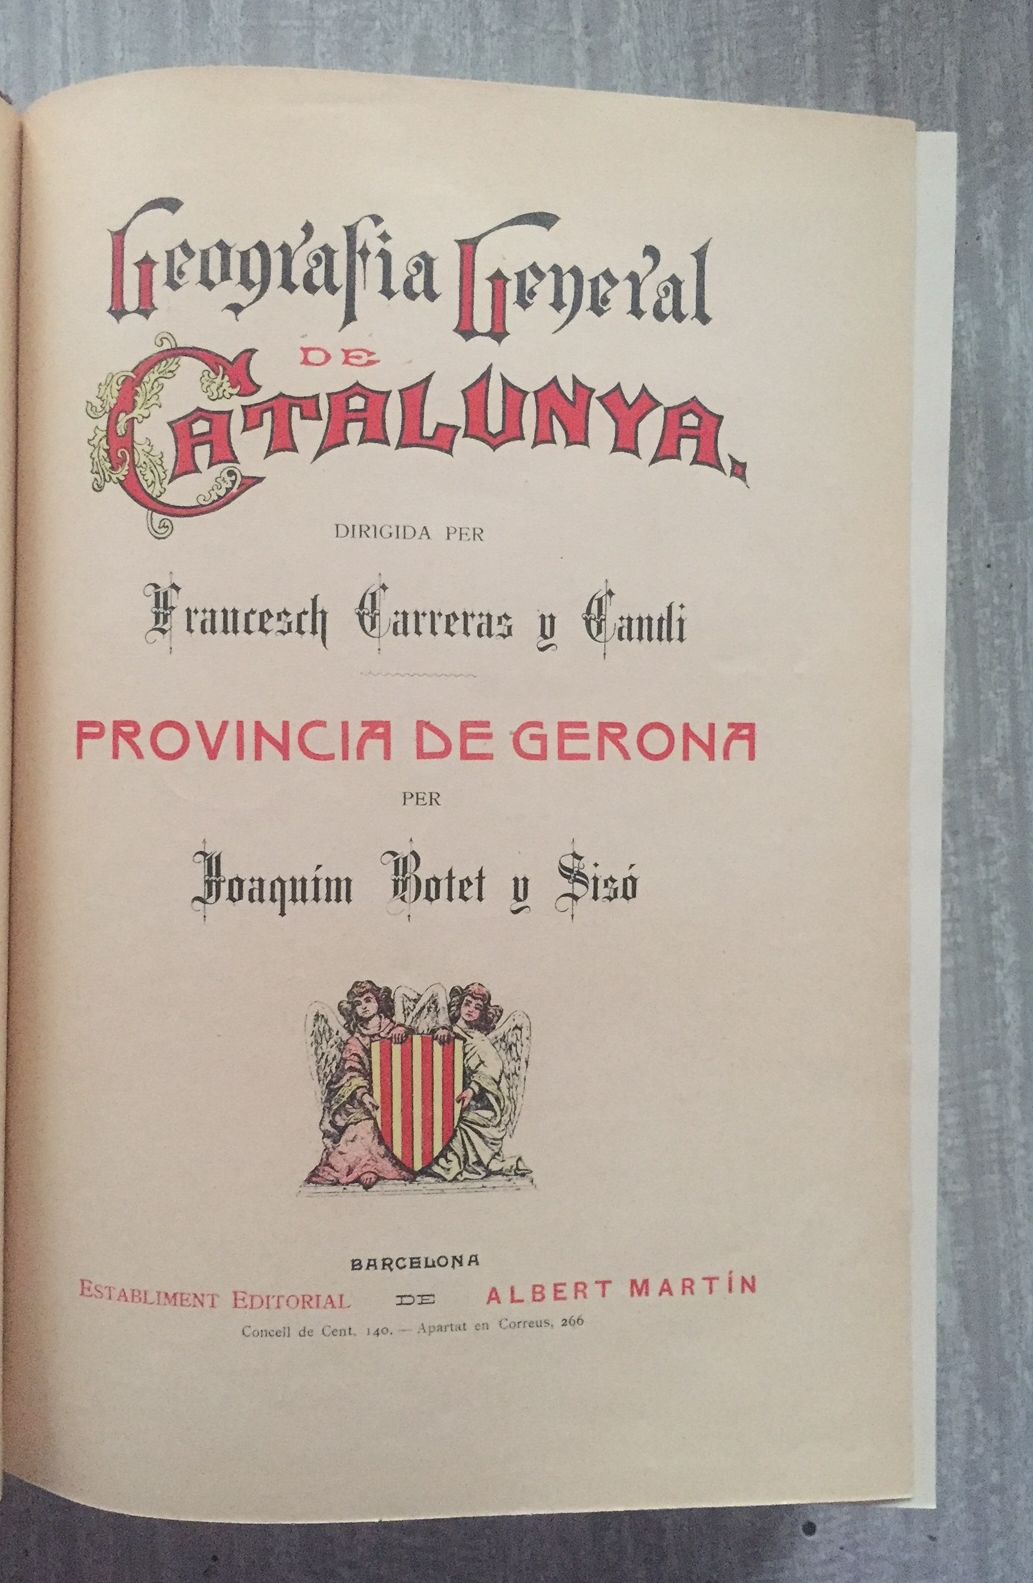 Geografia General
DE
CATALUNYA.
DIRIGIDA PER
Francesch Carreras y Candi
PROVINCIA DE GERONA
PER
Joaquím Botet y Sisó
BARCELONA
ESTABLIMENT EDITORIAL DE ALBERT MARTÍN
Concell de Cent, 140. — Apartat en Correus, 266